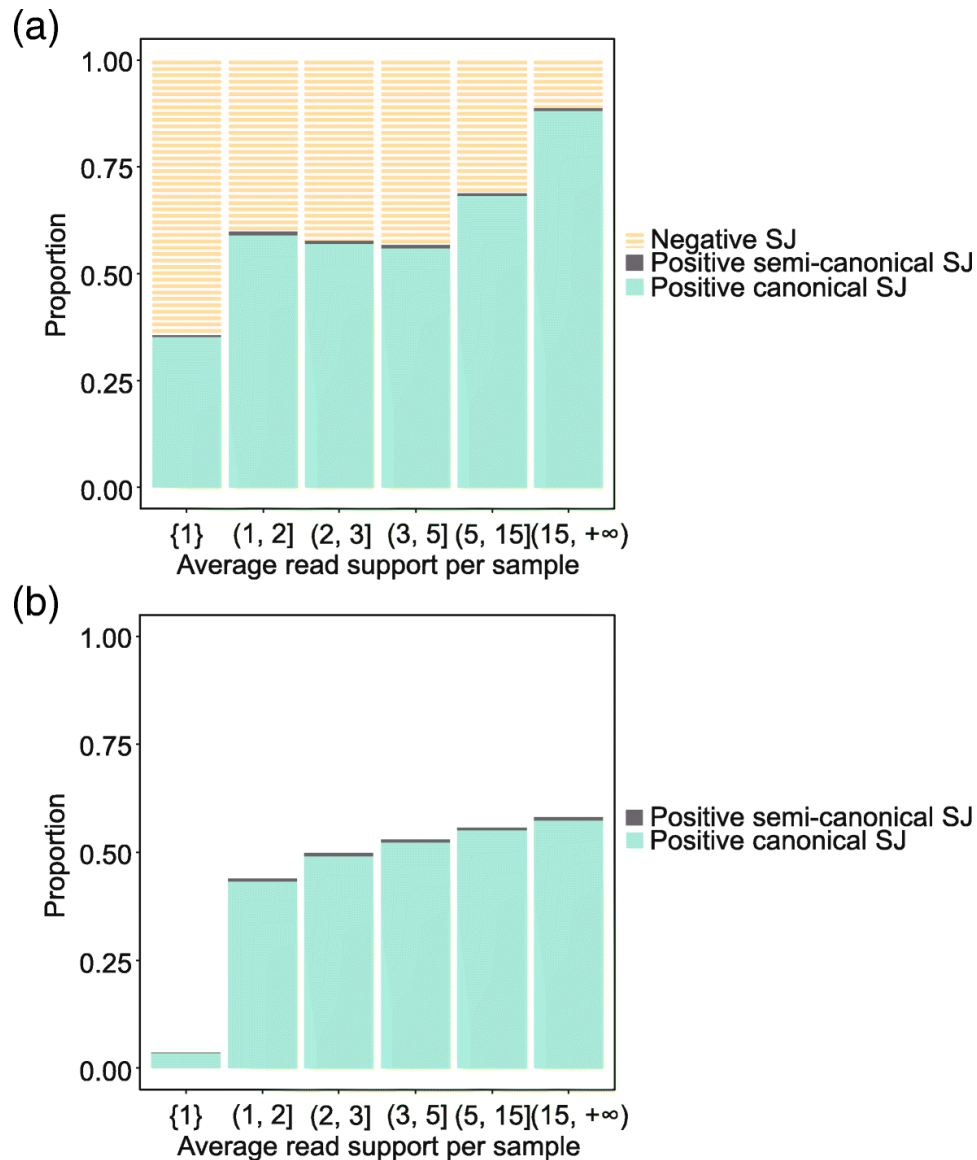 (a)
1.00
0.75
0.50
0.25
0.00
Proportion
{1} (1, 2] (2, 3] (3, 5] (5, 15] (15, +∞)
Average read support per sample
Negative SJ
Positive semi-canonical SJ
Positive canonical SJ
(b)
1.00
0.75
0.50
0.25
0.00
Proportion
{1} (1, 2] (2, 3] (3, 5] (5, 15] (15, +∞)
Average read support per sample
Positive semi-canonical SJ
Positive canonical SJ